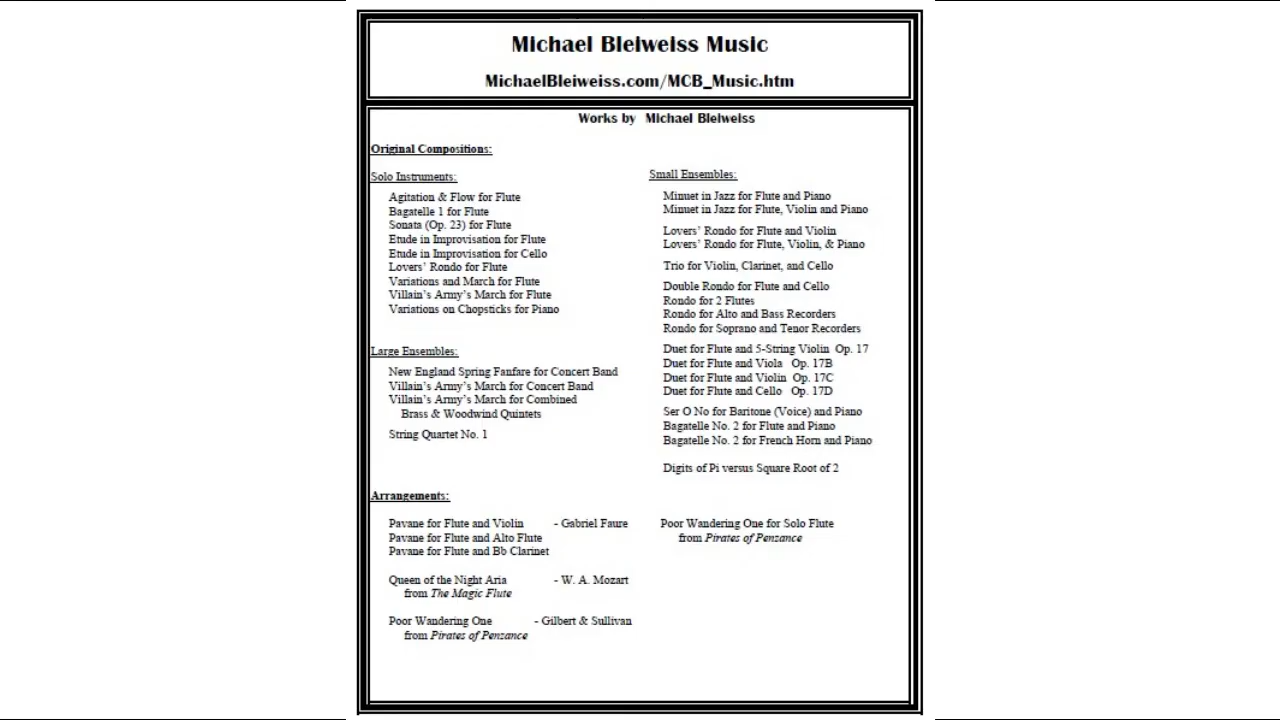 Michael Bleiweiss Music
MichaelBleiweiss.com/MCB_Music.htm
Works by Michael Bleiweiss
Original Compositions:
Solo Instruments:
Agitation & Flow for Flute
Bagatelle 1 for Flute
Sonata (Op. 23) for Flute
Etude in Improvisation for Flute
Etude in Improvisation for Cello
Lovers' Rondo for Flute
Variations and March for Flute
Villain's Army's March for Flute
Variations on Chopsticks for Piano
Large Ensembles:
New England Spring Fanfare for Concert Band
Villain's Army's March for Concert Band
Villain's Army's March for Combined
Brass & Woodwind Quintets
String Quartet No. 1
Small Ensembles:
Minuet in Jazz for Flute and Piano
Minuet in Jazz for Flute, Violin and Piano
Lovers' Rondo for Flute and Violin
Lovers' Rondo for Flute, Violin, & Piano
Trio for Violin, Clarinet, and Cello
Double Rondo for Flute and Cello
Rondo for 2 Flutes
Rondo for Alto and Bass Recorders
Rondo for Soprano and Tenor Recorders
Duet for Flute and 5-String Violin Op. 17
Duet for Flute and Viola Op. 17B
Duet for Flute and Violin Op. 17C
Duet for Flute and Cello Op. 17D
Ser O No for Baritone (Voice) and Piano
Bagatelle No. 2 for Flute and Piano
Bagatelle No. 2 for French Horn and Piano
Digits of Pi versus Square Root of 2
Arrangements:
Pavane for Flute and Violin - Gabriel Faure
Pavane for Flute and Alto Flute
Pavane for Flute and Bb Clarinet
Queen of the Night Aria - W. A. Mozart
from The Magic Flute
Poor Wandering One - Gilbert & Sullivan
from Pirates of Penzance
Poor Wandering One for Solo Flute
from Pirates of Penzance